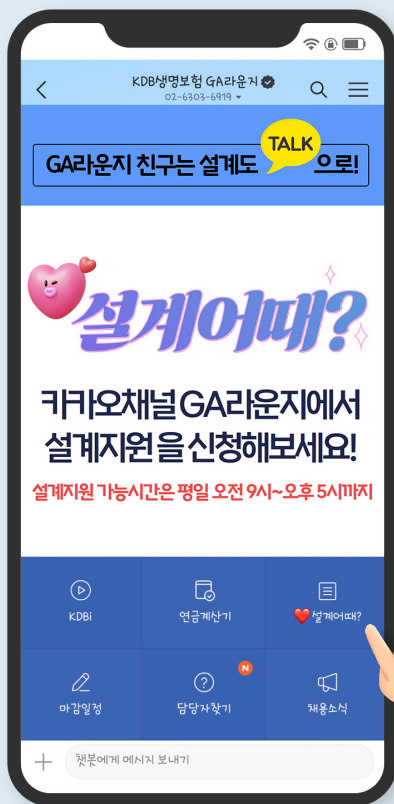 KDB생명보험 GA라운지
02-6303-6979
GA라운지 친구는 설계도 TALK 으로!
설계어때?
카카오채널 GA라운지에서
설계지원을 신청해보세요!
설계지원 가능시간은 평일 오전 9시~오후 5시까지
KDBi
연금계산기
❤️설계어때?
마감일정
N
담당자찾기
채용소식
챗봇에게 메시지 보내기